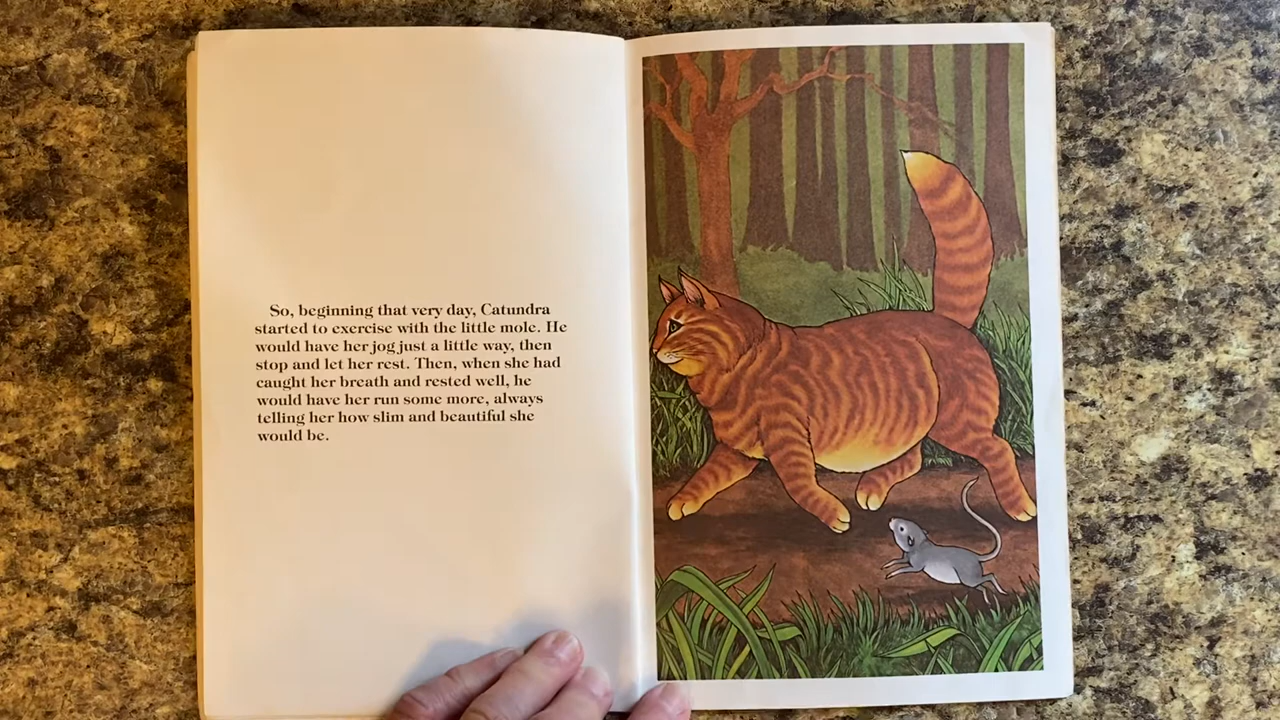 So, beginning that very day, Catundra
started to exercise with the little mole. He
would have her jog just a little way, then
stop and let her rest. Then, when she had
caught her breath and rested well, he
would have her run some more, always
telling her how slim and beautiful she
would be.